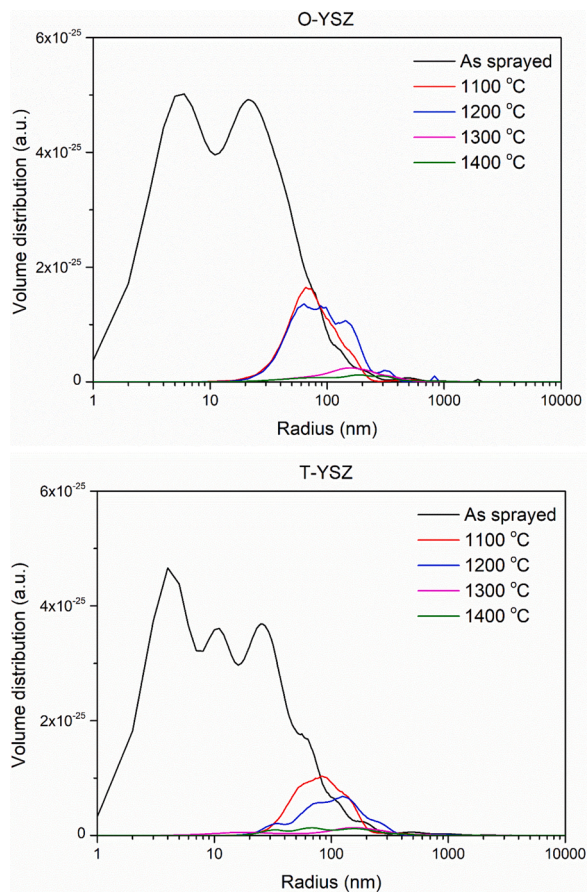 O-YSZ
6x10⁻²⁵
As sprayed
1100 °C
1200 °C
4x10⁻²⁵
1300 °C
1400 °C
Volume distribution (a.u.)
2x10⁻²⁵
0
1 10 100 1000 10000
Radius (nm)
T-YSZ
6x10⁻²⁵
As sprayed
1100 °C
1200 °C
4x10⁻²⁵
1300 °C
1400 °C
Volume distribution (a.u.)
2x10⁻²⁵
0
1 10 100 1000 10000
Radius (nm)